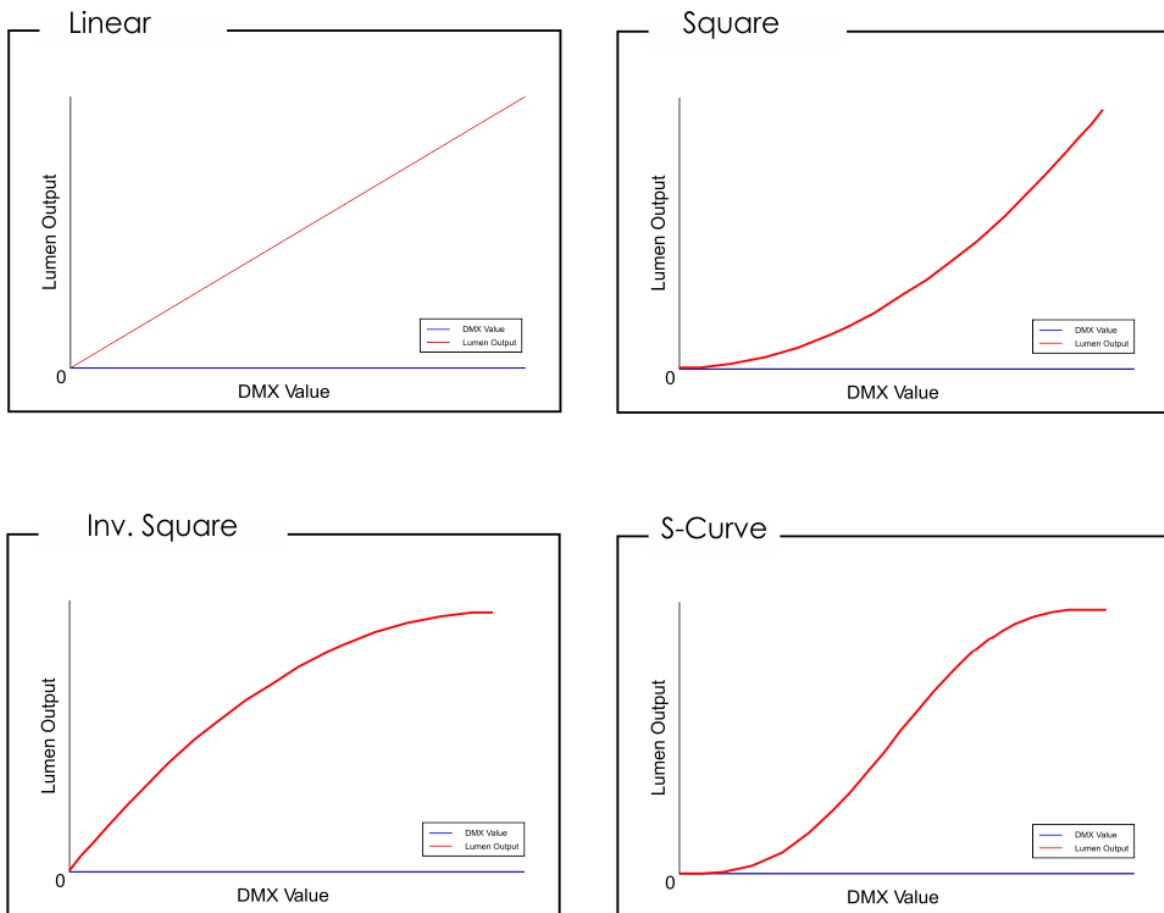 Linear
Lumen Output
DMX Value
Lumen Output
0
DMX Value
Square
Lumen Output
DMX Value
Lumen Output
0
DMX Value
Inv. Square
Lumen Output
DMX Value
Lumen Output
0
DMX Value
S-Curve
Lumen Output
DMX Value
Lumen Output
0
DMX Value